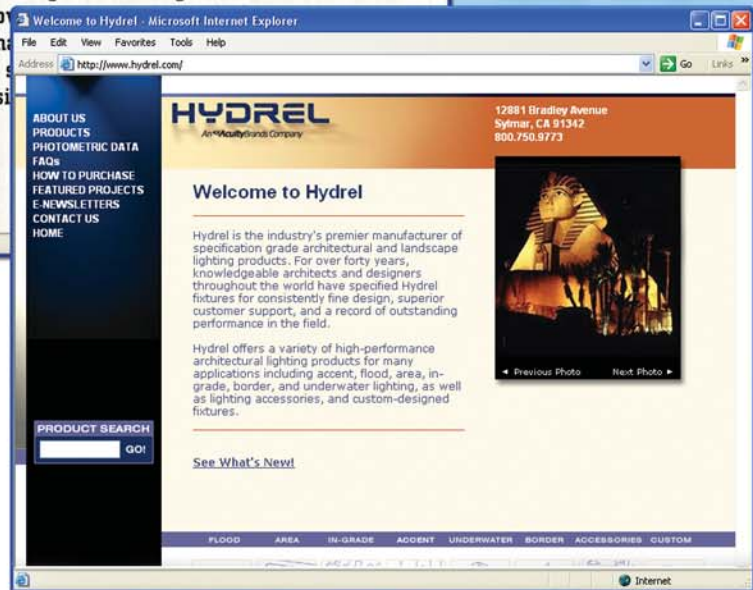 Welcome to Hydrel - Microsoft Internet Explorer
File Edit View Favorites Tools Help
Address http://www.hydrel.com/ Go Links »
ABOUT US
PRODUCTS
PHOTOMETRIC DATA
FAQs
HOW TO PURCHASE
FEATURED PROJECTS
E-NEWSLETTERS
CONTACT US
HOME
PRODUCT SEARCH
GO!
HYDREL
An AcuityBrands Company
12881 Bradley Avenue
Sylmar, CA 91342
800.750.9773
Welcome to Hydrel
Hydrel is the industry's premier manufacturer of
specification grade architectural and landscape
lighting products. For over forty years,
knowledgeable architects and designers
throughout the world have specified Hydrel
fixtures for consistently fine design, superior
customer support, and a record of outstanding
performance in the field.
Hydrel offers a variety of high-performance
architectural lighting products for many
applications including accent, flood, area, in-
grade, border, and underwater lighting, as well
as lighting accessories, and custom-designed
fixtures.
See What's New!
◄ Previous Photo Next Photo ►
FLOOD AREA IN-GRADE ACCENT UNDERWATER BORDER ACCESSORIES CUSTOM
Internet